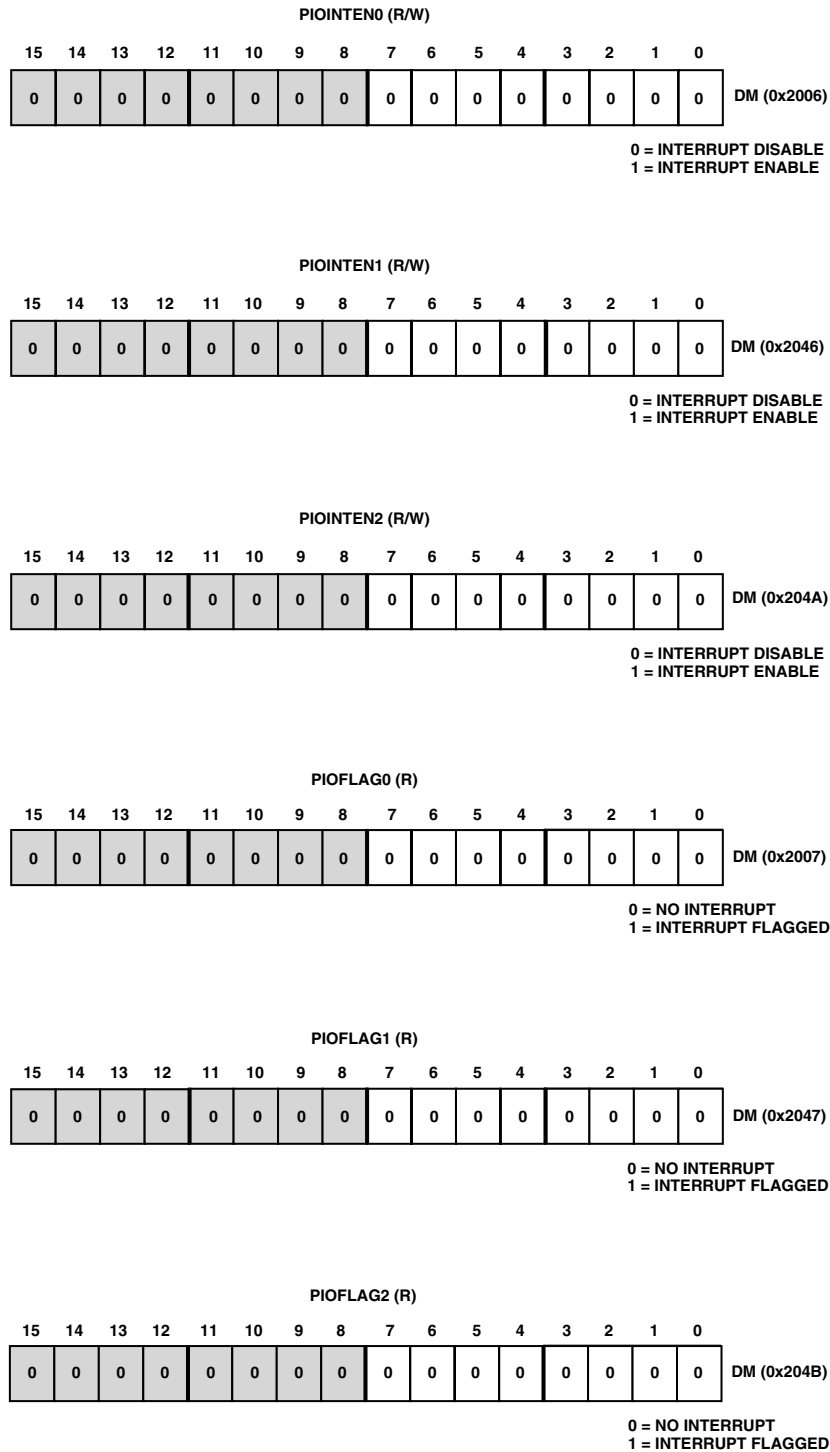 PIOINTEN0 (R/W)
15 14 13 12 11 10 9 8 7 6 5 4 3 2 1 0
0 0 0 0 0 0 0 0 0 0 0 0 0 0 0 0 DM (0x2006)
0 = INTERRUPT DISABLE
1 = INTERRUPT ENABLE
PIOINTEN1 (R/W)
15 14 13 12 11 10 9 8 7 6 5 4 3 2 1 0
0 0 0 0 0 0 0 0 0 0 0 0 0 0 0 0 DM (0x2046)
0 = INTERRUPT DISABLE
1 = INTERRUPT ENABLE
PIOINTEN2 (R/W)
15 14 13 12 11 10 9 8 7 6 5 4 3 2 1 0
0 0 0 0 0 0 0 0 0 0 0 0 0 0 0 0 DM (0x204A)
0 = INTERRUPT DISABLE
1 = INTERRUPT ENABLE
PIOFLAG0 (R)
15 14 13 12 11 10 9 8 7 6 5 4 3 2 1 0
0 0 0 0 0 0 0 0 0 0 0 0 0 0 0 0 DM (0x2007)
0 = NO INTERRUPT
1 = INTERRUPT FLAGGED
PIOFLAG1 (R)
15 14 13 12 11 10 9 8 7 6 5 4 3 2 1 0
0 0 0 0 0 0 0 0 0 0 0 0 0 0 0 0 DM (0x2047)
0 = NO INTERRUPT
1 = INTERRUPT FLAGGED
PIOFLAG2 (R)
15 14 13 12 11 10 9 8 7 6 5 4 3 2 1 0
0 0 0 0 0 0 0 0 0 0 0 0 0 0 0 0 DM (0x204B)
0 = NO INTERRUPT
1 = INTERRUPT FLAGGED